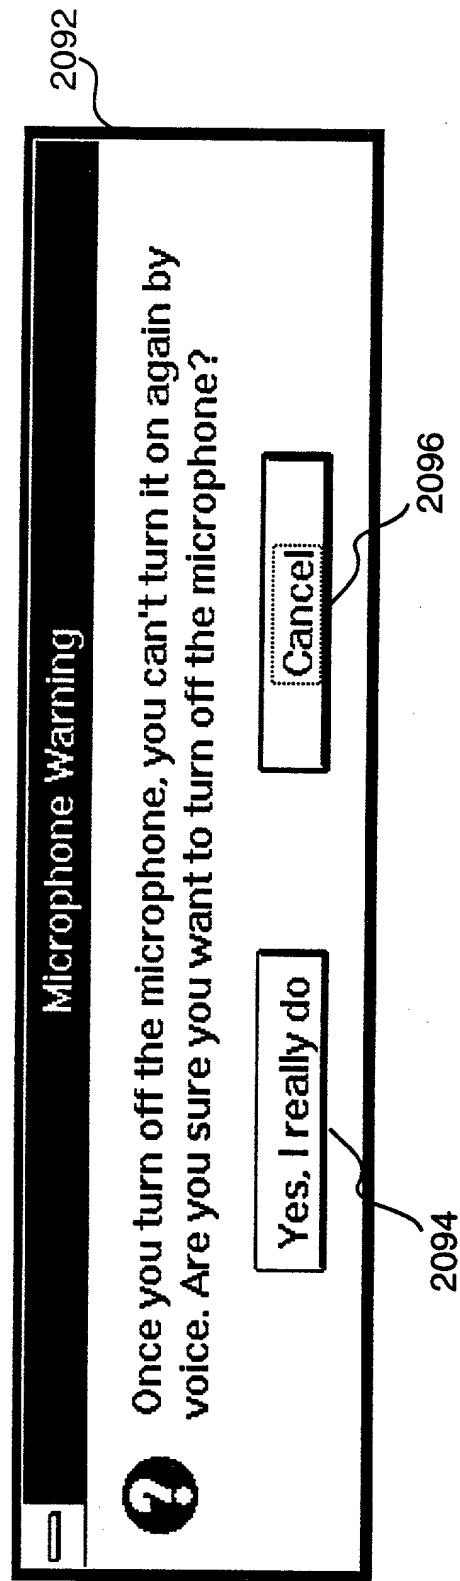 2092
Microphone Warning
? Once you turn off the microphone, you can't turn it on again by
voice. Are you sure you want to turn off the microphone?
Yes, I really do
Cancel
2094
2096